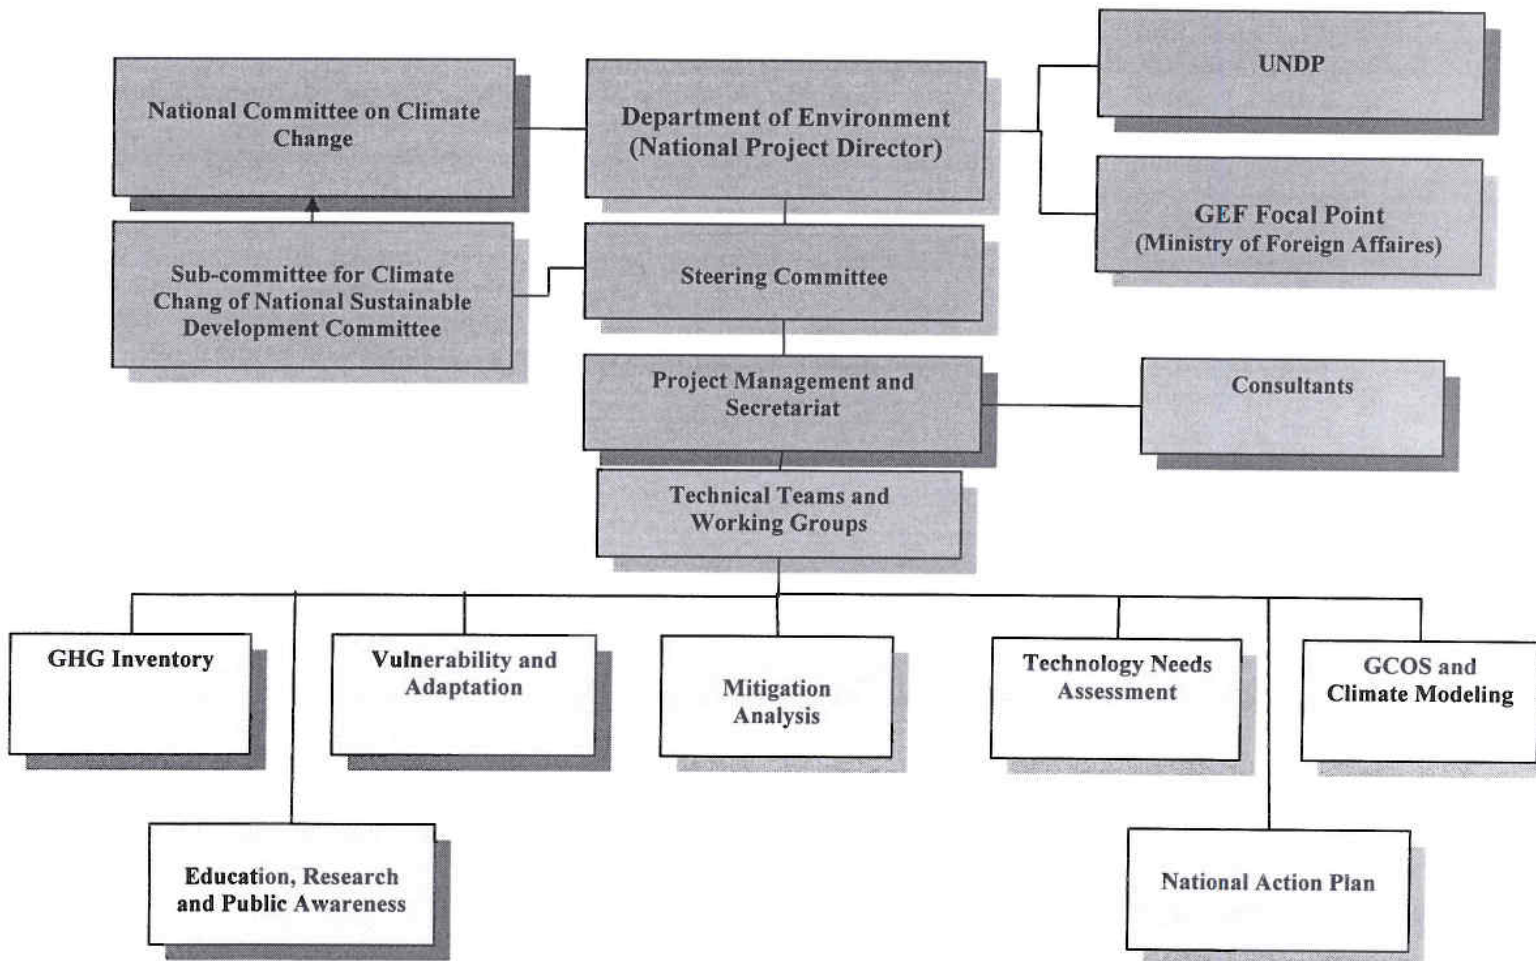 National Committee on Climate
Change
Department of Environment
(National Project Director)
UNDP
GEF Focal Point
(Ministry of Foreign Affaires)
Sub-committee for Climate
Chang of National Sustainable
Development Committee
Steering Committee
Project Management and
Secretariat
Consultants
Technical Teams and
Working Groups
GHG Inventory
Vulnerability and
Adaptation
Mitigation
Analysis
Technology Needs
Assessment
GCOS and
Climate Modeling
Education, Research
and Public Awareness
National Action Plan